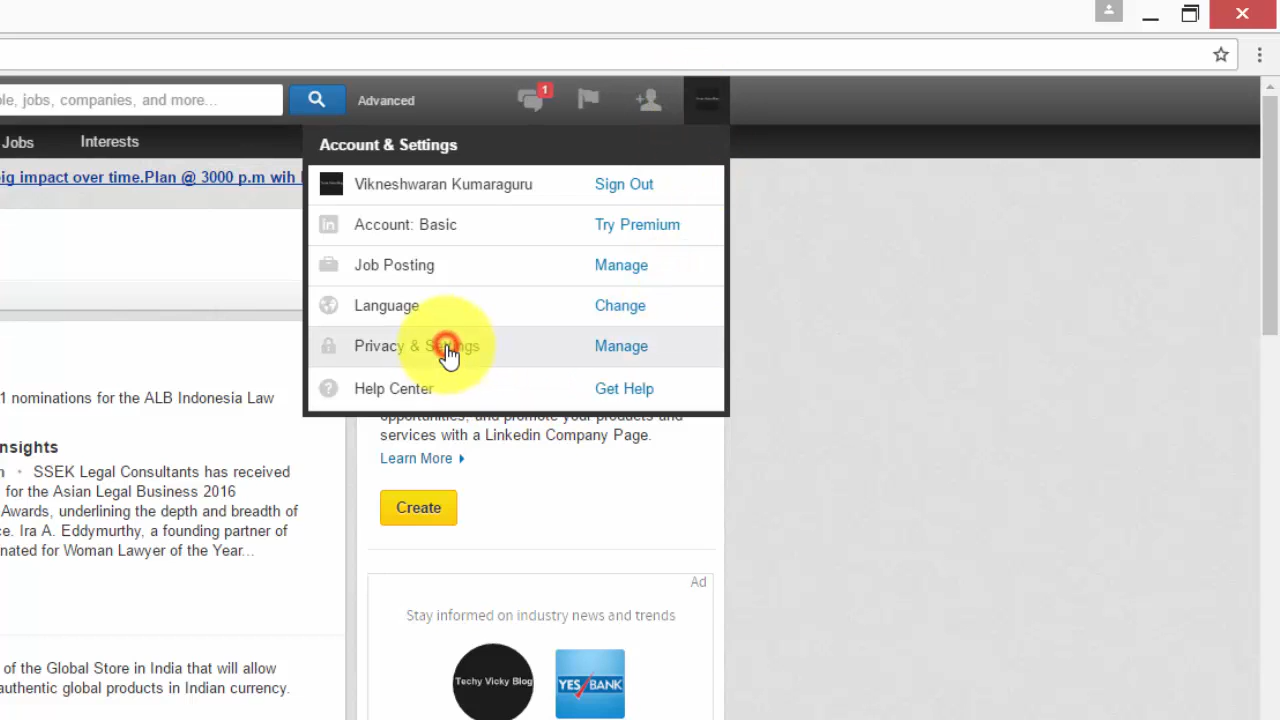 ple, jobs, companies, and more...
Advanced
1
Jobs
Interests
Account & Settings
big impact over time.Plan @ 3000 p.m wih
Vikneshwaran Kumaraguru
Sign Out
Account: Basic
Try Premium
Job Posting
Manage
Language
Change
Privacy & Settings
Manage
Help Center
Get Help
1 nominations for the ALB Indonesia Law
opportunities, and promote your products and
services with a Linkedin Company Page.
Learn More
nsights
SSEK Legal Consultants has received
for the Asian Legal Business 2016
Awards, underlining the depth and breadth of
ce. Ira A. Eddymurthy, a founding partner of
nated for Woman Lawyer of the Year...
Create
Ad
Stay informed on industry news and trends
Techy Vicky Blog
YES BANK
of the Global Store in India that will allow
authentic global products in Indian currency.